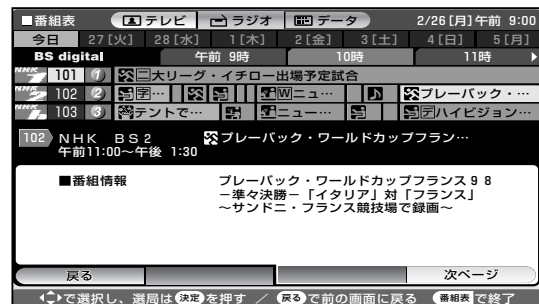 ■番組表 テレビ ラジオ データ 2/26[月]午前 9:00
今日 27[火] 28[水] 1[木] 2[金] 3[土] 4[日] 5[月]
BS digital 午前 9時 10時 11時
NHK1 101 ① 二大リーグ・イチロー出場予定試合
NHK2 102 ② 字… Wニュ… プレーバック・…
NHKh 103 ③ テントで… ニュー… デハイビジョン…
102 NHK BS2 プレーバック・ワールドカップフラン…
午前11:00~午後 1:30
■番組情報 プレーバック・ワールドカップフランス98
−準々決勝−「イタリア」対「フランス」
~サンドニ・フランス競技場で録画~
戻る 次ページ
で選択し、選局は 決定 を押す / 戻る で前の画面に戻る 番組表 で終了